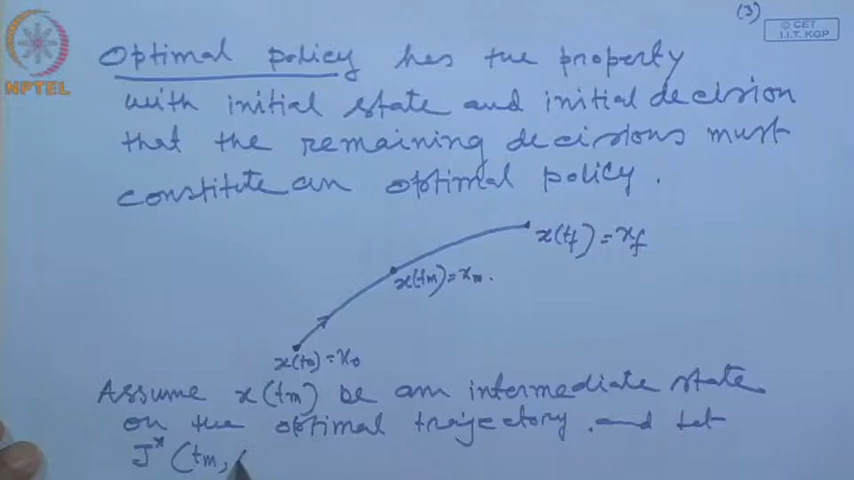 (3)
© CET
I.I.T. KGP
NPTEL
Optimal policy has the property
with initial state and initial decision
that the remaining decisions must
constitute an optimal policy.
x(tf) = xf
x(tm) = xm.
x(t0) = x0
Assume x(tm) be an intermediate state
on the optimal trajectory. and let
J*(tm,